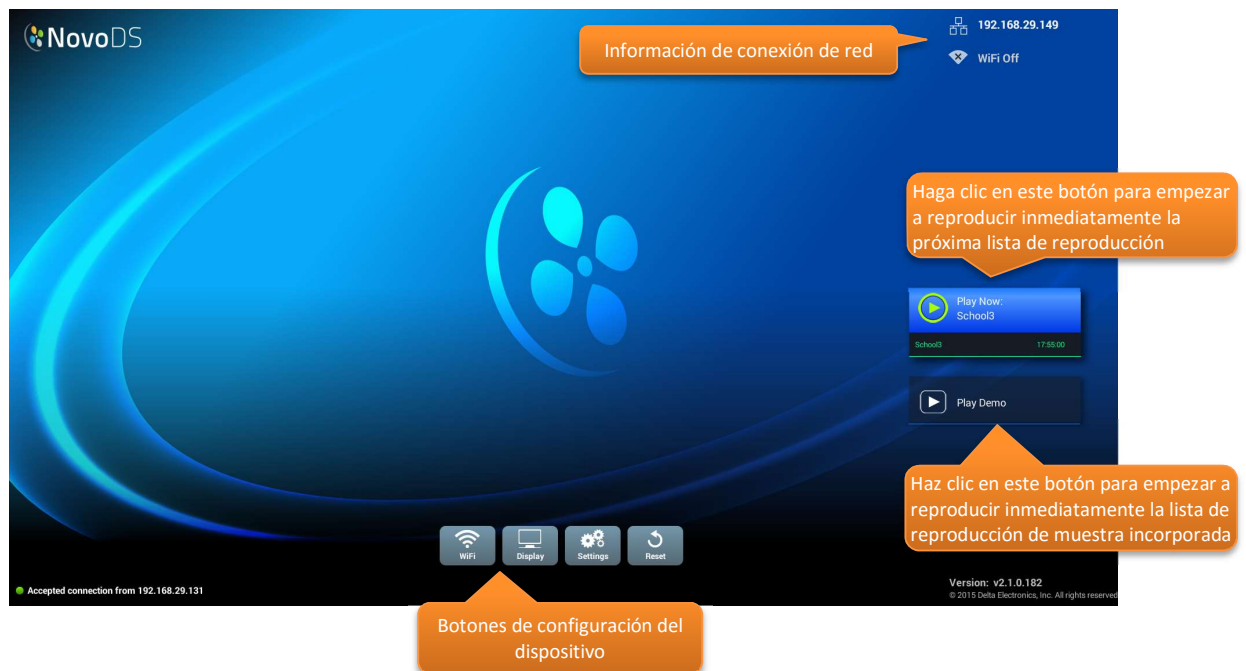 NovoDS
Información de conexión de red
192.168.29.149
WiFi Off
Haga clic en este botón para empezar
a reproducir inmediatamente la
próxima lista de reproducción
Play Now:
School3
School3 17:55:00
Play Demo
Haz clic en este botón para empezar a
reproducir inmediatamente la lista de
reproducción de muestra incorporada
WiFi Display Settings Reset
Accepted connection from 192.168.29.131
Version: v2.1.0.182
© 2015 Delta Electronics, Inc. All rights reserved
Botones de configuración del
dispositivo